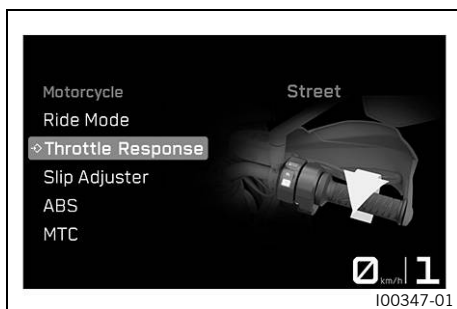 Motorcycle
Street
Ride Mode
Throttle Response
Slip Adjuster
ABS
MTC
0 km/h 1
I00347-01